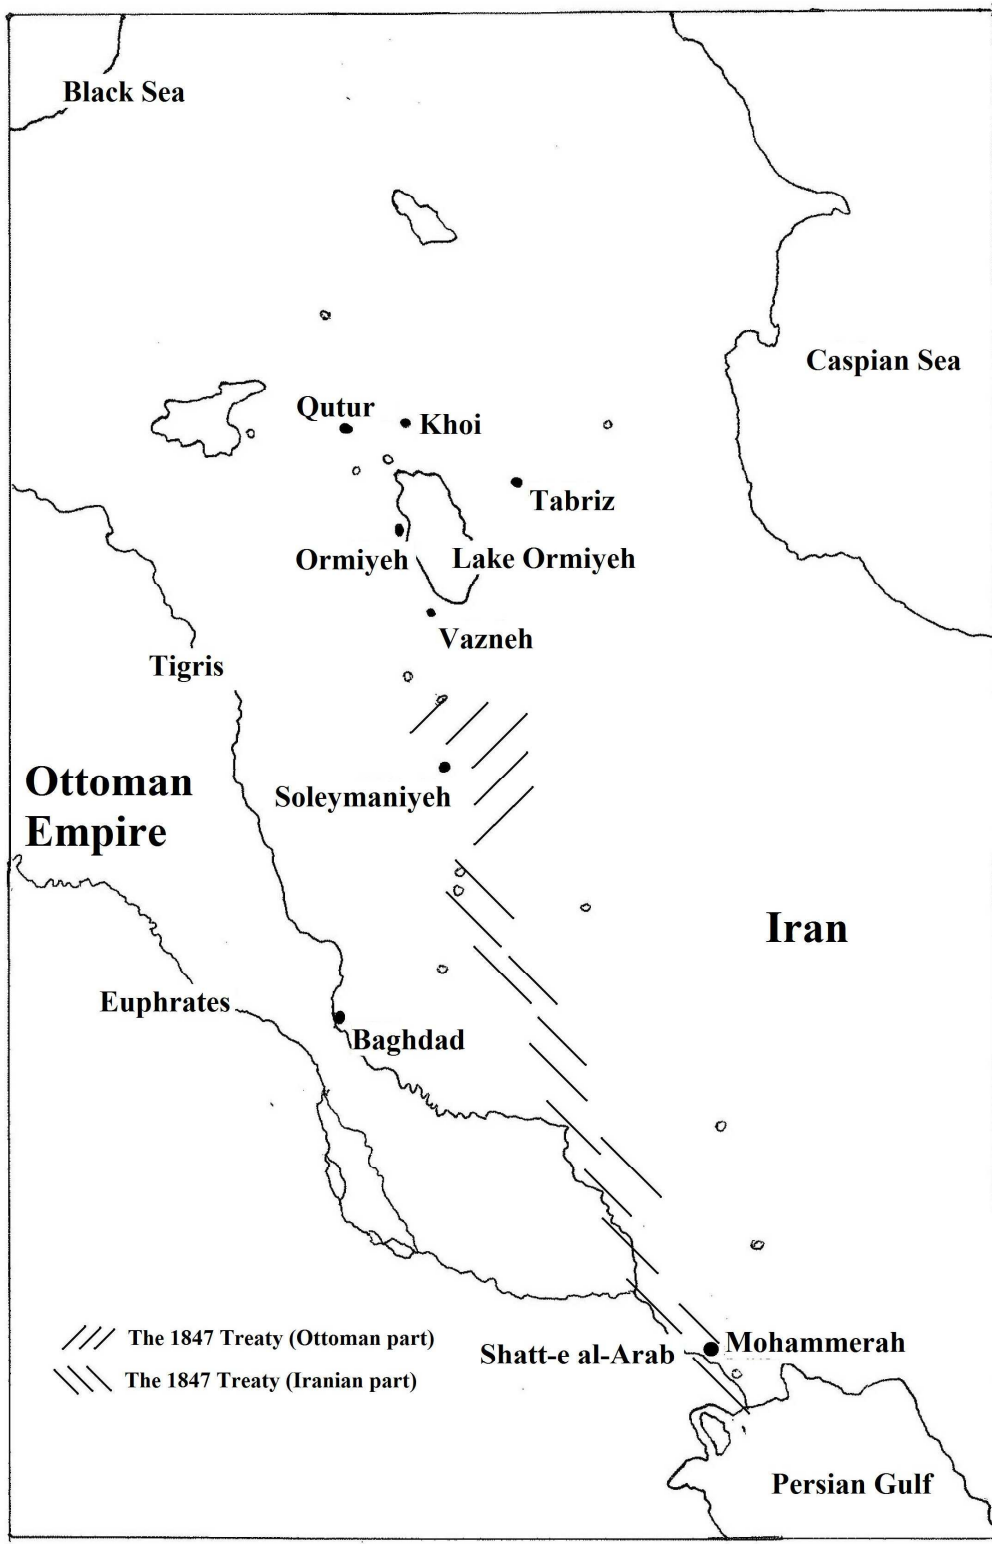 Black Sea
Caspian Sea
Qutur
Khoi
Tabriz
Ormiyeh
Lake Ormiyeh
Vazneh
Tigris
Ottoman
Empire
Soleymaniyeh
Iran
Euphrates
Baghdad
The 1847 Treaty (Ottoman part)
The 1847 Treaty (Iranian part)
Shatt-e al-Arab
Mohammerah
Persian Gulf